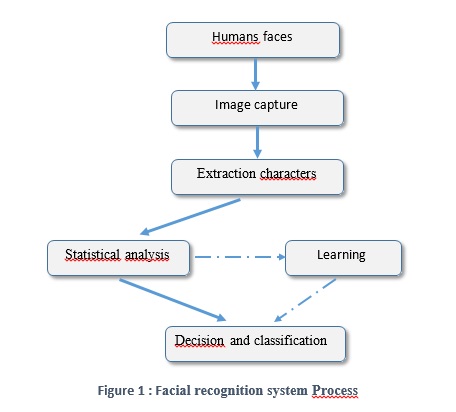 Humans faces
Image capture
Extraction characters
Statistical analysis
Learning
Decision and classification
Figure 1 : Facial recognition system Process